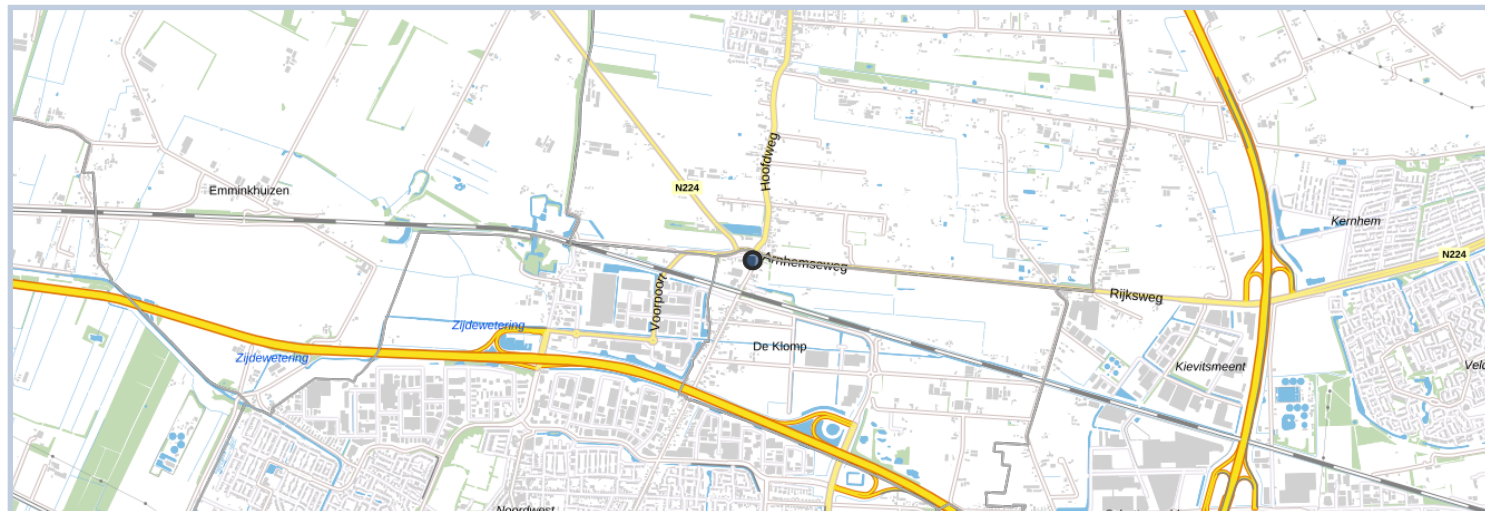 Hoofdweg
N224
Emminkhuizen
Kernhem
N224
Arnhemseweg
Rijksweg
Voorpoort
Zijdewetering
De Klomp
Zijdewetering
Kievitsmeent
Noordwest